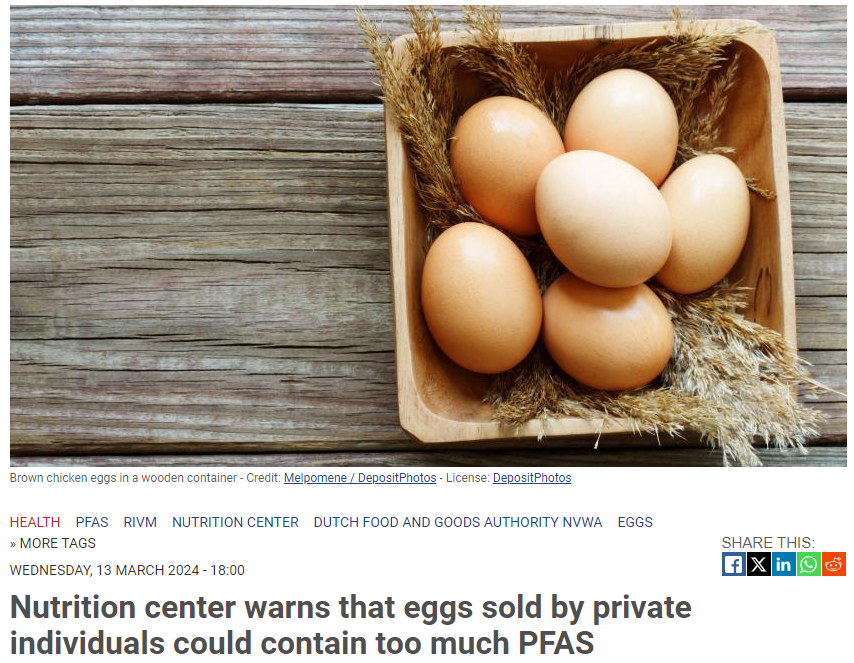 Brown chicken eggs in a wooden container - Credit: Melpomene / DepositPhotos - License: DepositPhotos
HEALTH PFAS RIVM NUTRITION CENTER DUTCH FOOD AND GOODS AUTHORITY NVWA EGGS
» MORE TAGS
SHARE THIS:
WEDNESDAY, 13 MARCH 2024 - 18:00
Nutrition center warns that eggs sold by private
individuals could contain too much PFAS